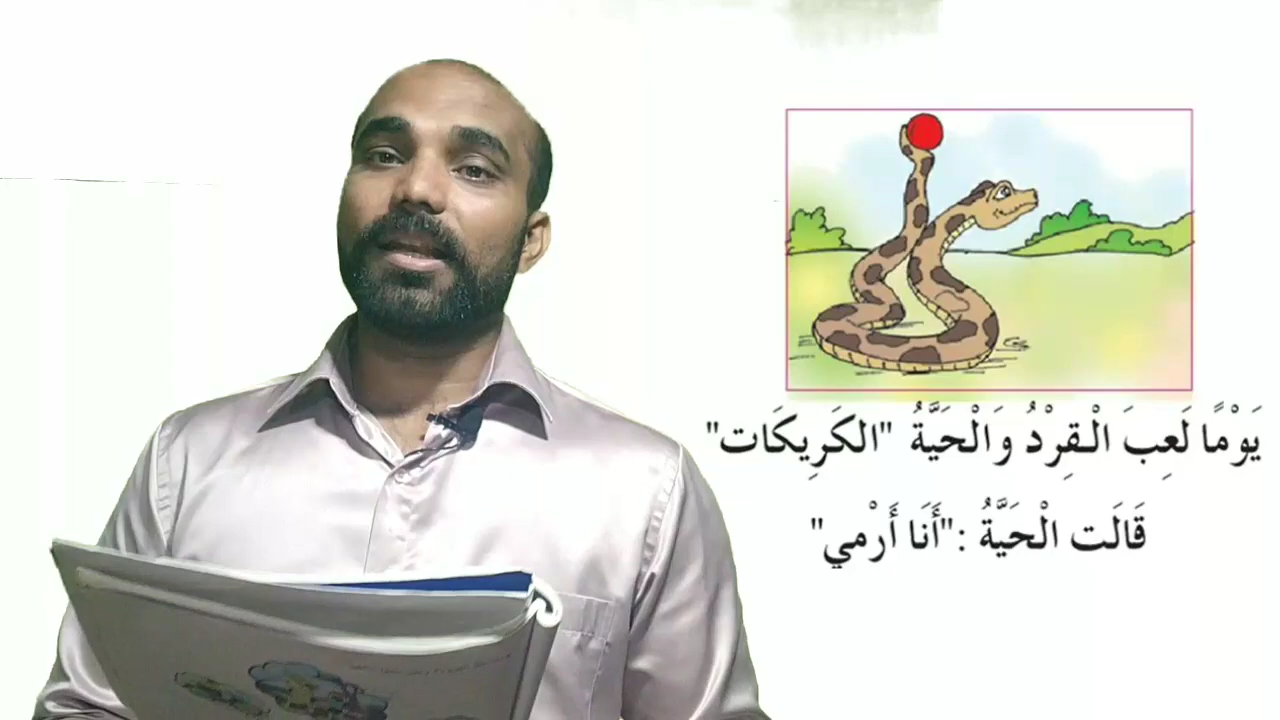 يَوْمًا لَعِبَ الْقِرْدُ وَالْحَيَّةُ "الكَرِيكَات"
قَالَت الْحَيَّةُ :"أَنَا أَرْمي"